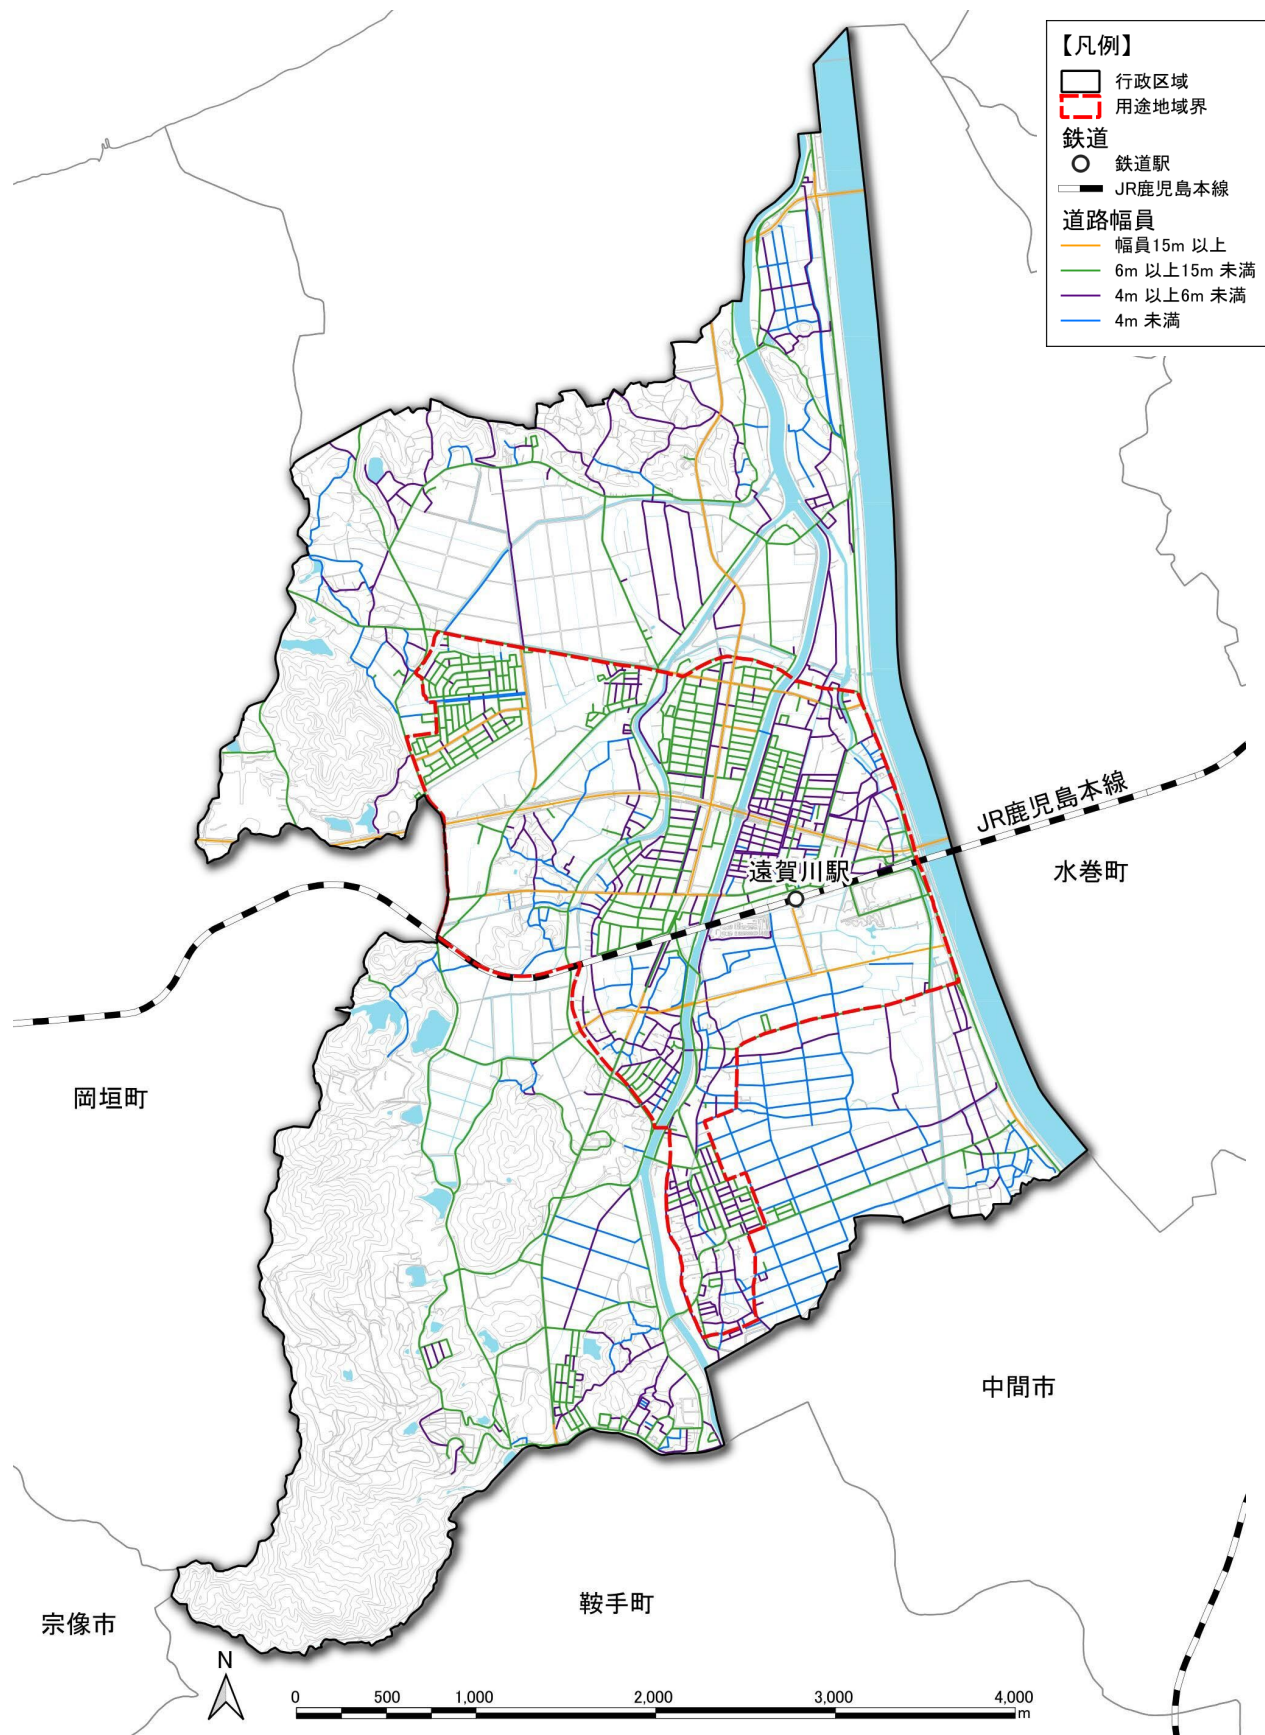 【凡例】
行政区域
用途地域界
鉄道
鉄道駅
JR鹿児島本線
道路幅員
幅員15m 以上
6m 以上15m 未満
4m 以上6m 未満
4m 未満
JR鹿児島本線
遠賀川駅
水巻町
岡垣町
中間市
鞍手町
宗像市
N
0 500 1,000 2,000 3,000 4,000
m